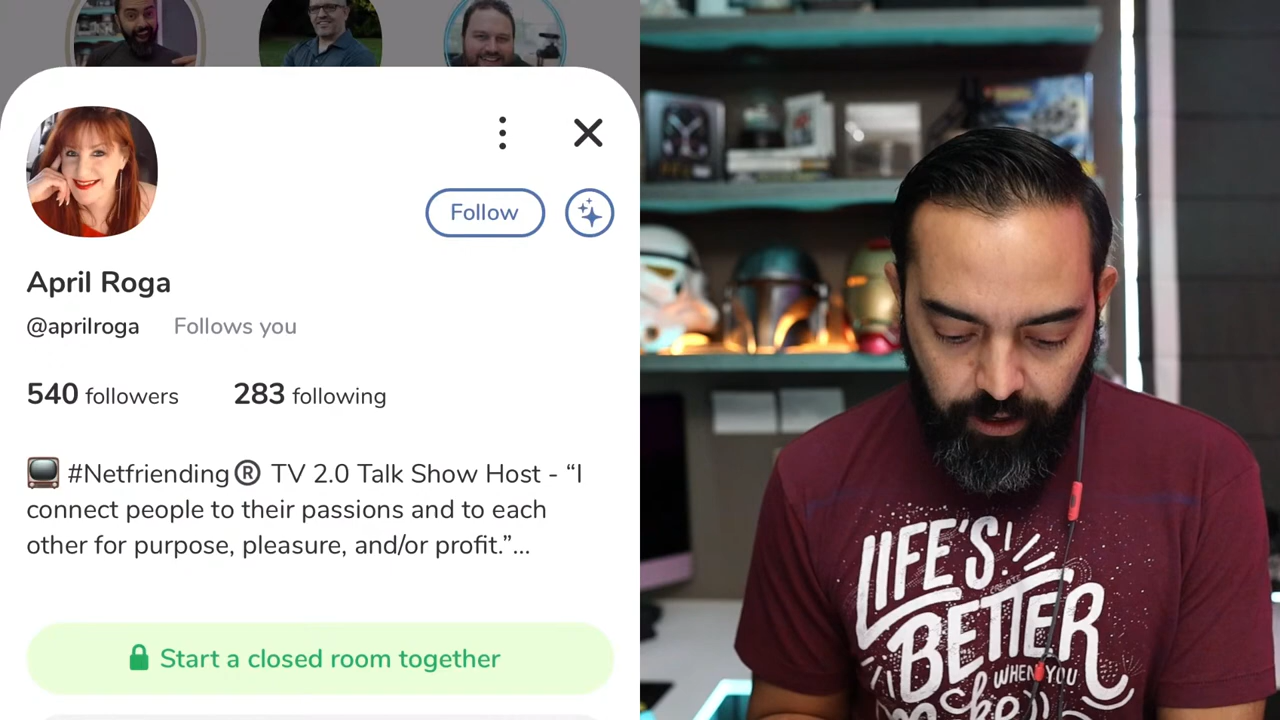 Follow
April Roga
@aprilroga Follows you
540 followers 283 following
#Netfriending® TV 2.0 Talk Show Host - “I
connect people to their passions and to each
other for purpose, pleasure, and/or profit.”...
Start a closed room together
LIFE'S
BETTER
WHEN YOU